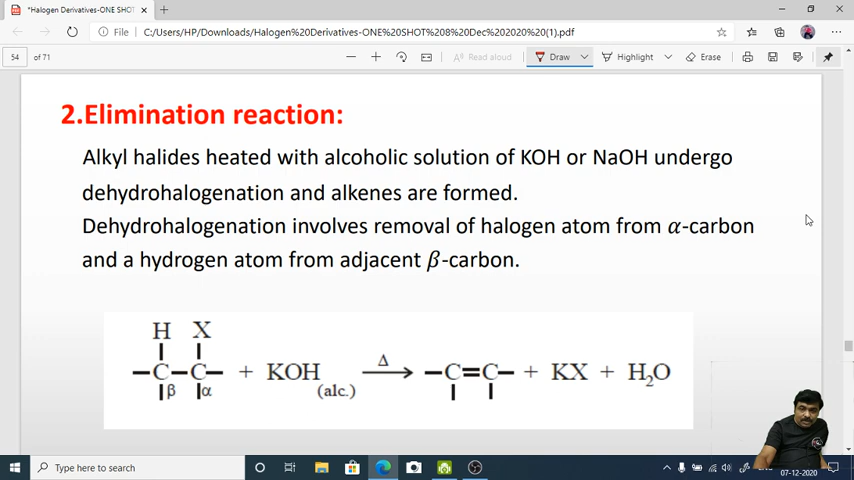 *Halogen Derivatives-ONE SHOT
File C:/Users/HP/Downloads/Halogen%20Derivatives-ONE%20SHOT%208%20Dec%202020%20(1).pdf
54 of 71 Read aloud Draw Highlight Erase
2.Elimination reaction:
Alkyl halides heated with alcoholic solution of KOH or NaOH undergo
dehydrohalogenation and alkenes are formed.
Dehydrohalogenation involves removal of halogen atom from 𝛼-carbon
and a hydrogen atom from adjacent 𝛽-carbon.
H X
Δ
–C–C– + KOH → –C=C– + KX + H₂O
β α (alc.)
Type here to search
07-12-2020